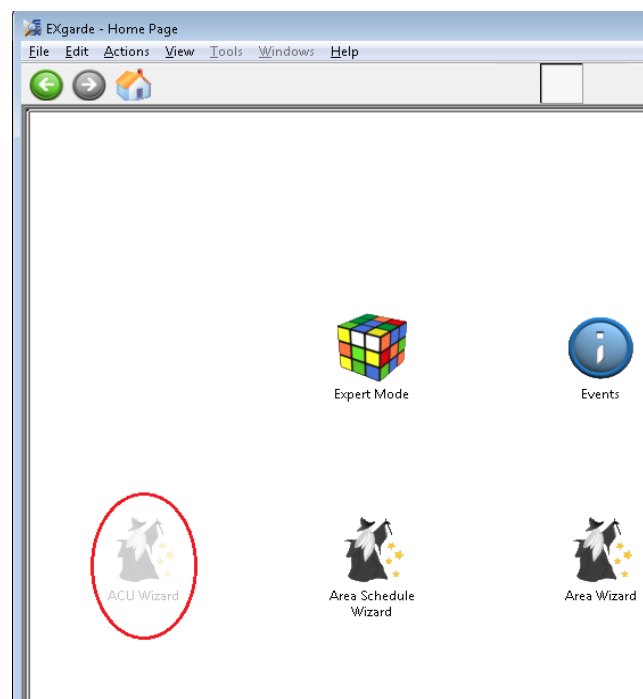 EXgarde - Home Page
File Edit Actions View Tools Windows Help
Expert Mode
Events
ACU Wizard
Area Schedule
Wizard
Area Wizard